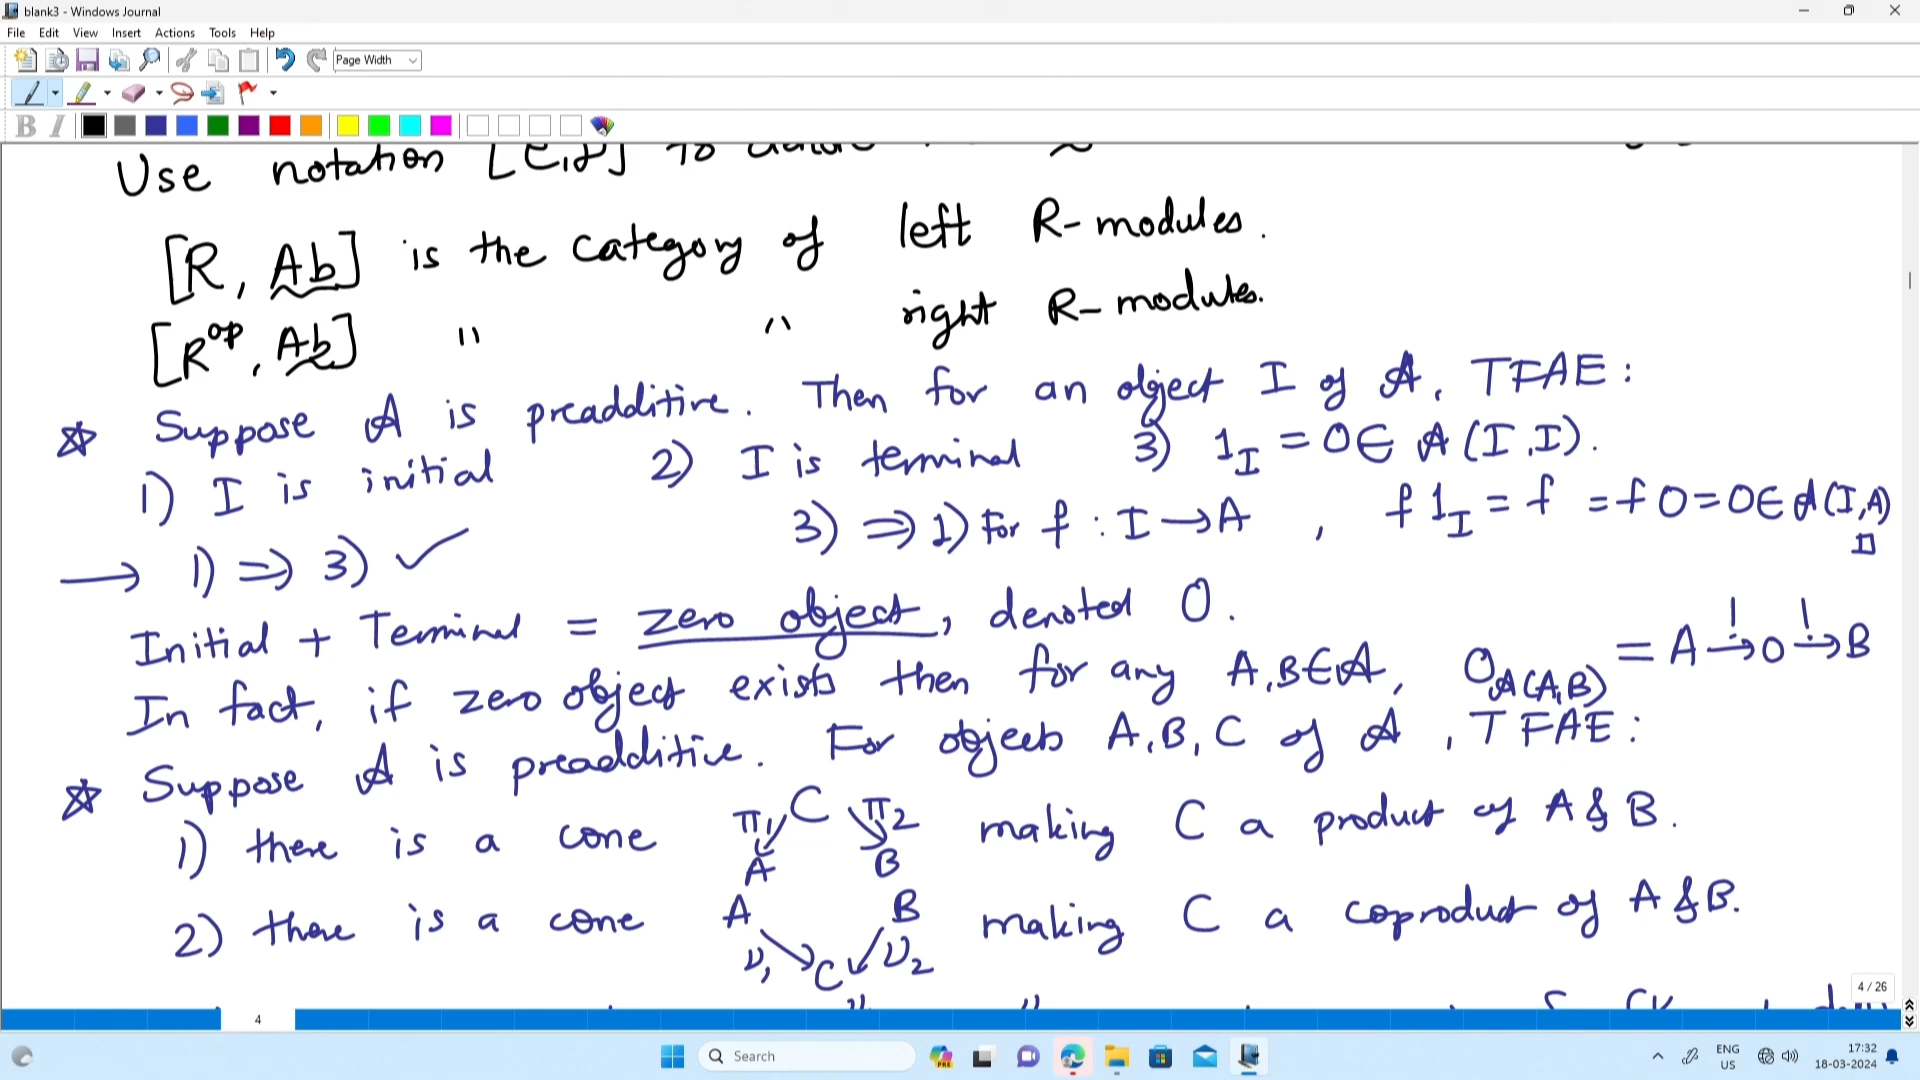 blank3 - Windows Journal
File Edit View Insert Actions Tools Help
Page Width
B I
Use notation [C, D] to
[R, Ab] is the category of left R-modules.
[R^op, Ab] " " right R-modules.
☆ Suppose A is preadditive. Then for an object I of A, TFAE:
1) I is initial 2) I is terminal 3) 1_I = 0 ∈ A(I, I).
→ 1) ⇒ 3) ✓ 3) ⇒ 1) For f : I → A, f 1_I = f = f 0 = 0 ∈ A(I, A) □
Initial + Terminal = zero object, denoted 0.
In fact, if zero object exists then for any A, B ∈ A, 0_A(A,B) = A →! 0 →! B
☆ Suppose A is preadditive. For objects A, B, C of A, TFAE:
1) there is a cone π1 C π2 making C a product of A & B.
A B
2) there is a cone A B making C a coproduct of A & B.
ν1 C ν2
4 / 26
4
Search
PRE
ENG
US
17:32
18-03-2024